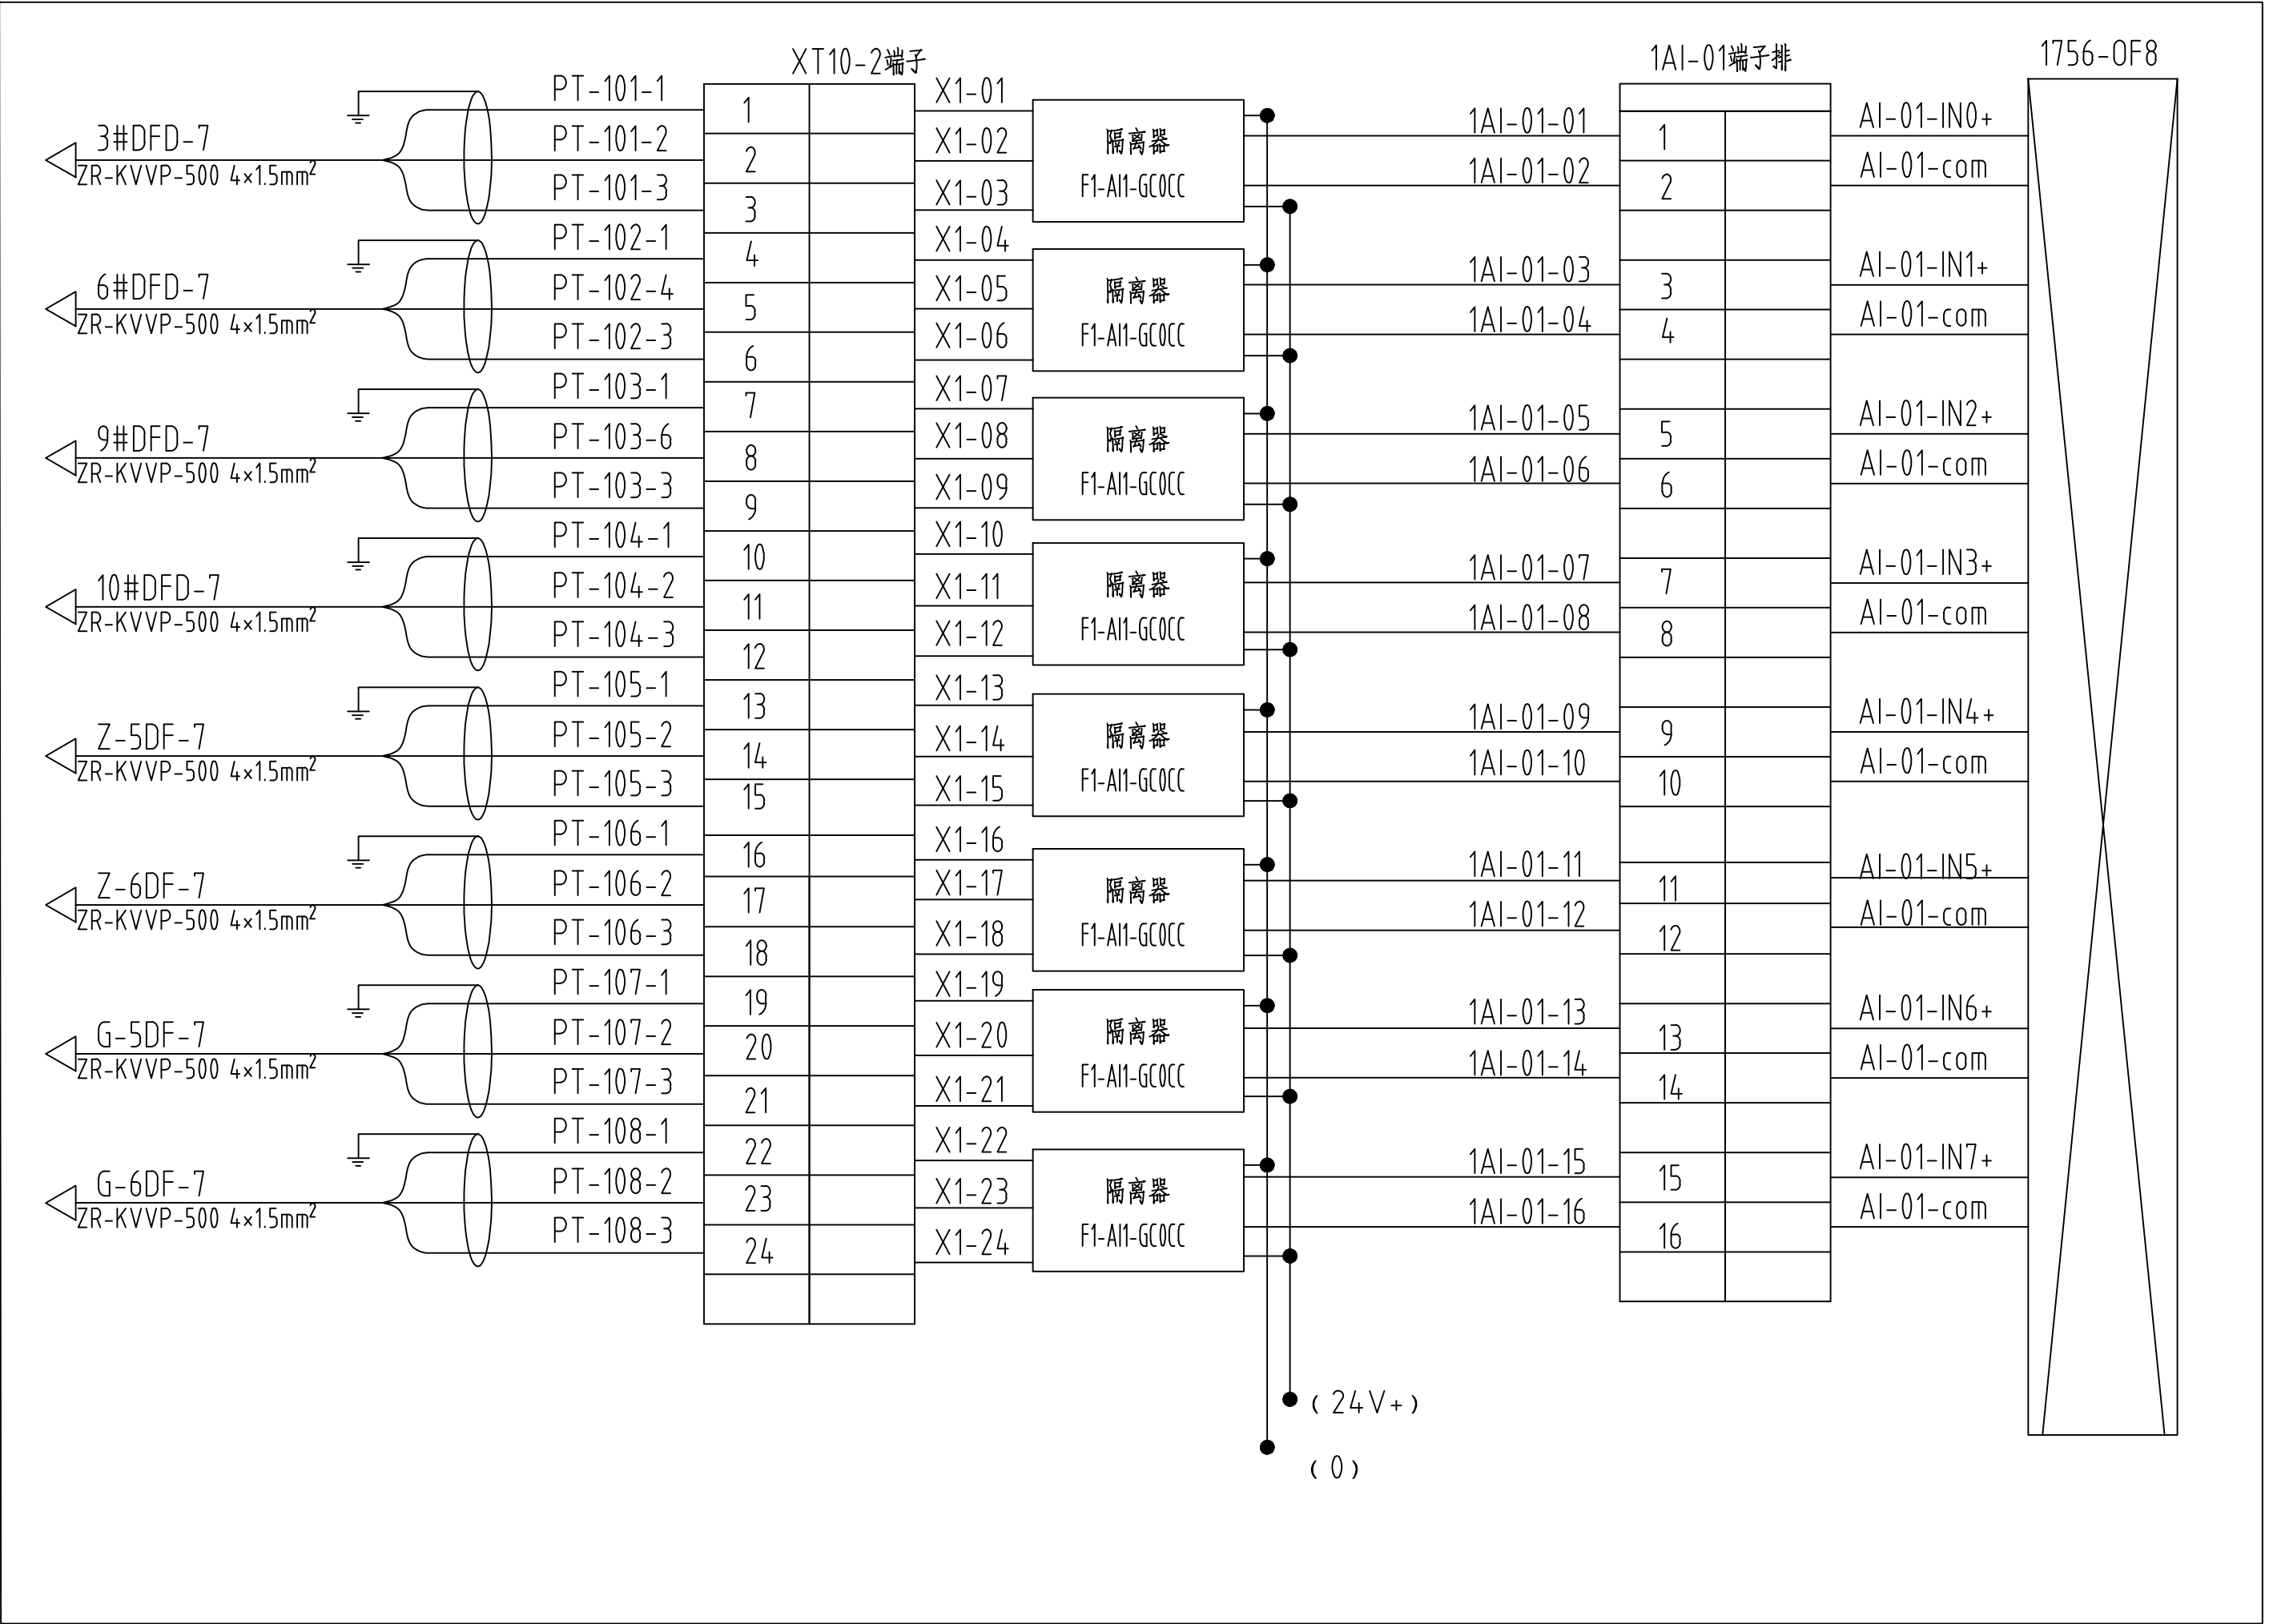 XT10-2端子
1AI-01端子排
1756-OF8
3#DFD-7
ZR-KVVP-500 4×1.5mm²
PT-101-1
PT-101-2
PT-101-3
1
2
3
X1-01
X1-02
X1-03
隔离器
F1-AI1-GC0CC
1AI-01-01
1AI-01-02
1
2
AI-01-IN0+
AI-01-com
6#DFD-7
ZR-KVVP-500 4×1.5mm²
PT-102-1
PT-102-4
PT-102-3
4
5
6
X1-04
X1-05
X1-06
隔离器
F1-AI1-GC0CC
1AI-01-03
1AI-01-04
3
4
AI-01-IN1+
AI-01-com
9#DFD-7
ZR-KVVP-500 4×1.5mm²
PT-103-1
PT-103-6
PT-103-3
7
8
9
X1-07
X1-08
X1-09
隔离器
F1-AI1-GC0CC
1AI-01-05
1AI-01-06
5
6
AI-01-IN2+
AI-01-com
10#DFD-7
ZR-KVVP-500 4×1.5mm²
PT-104-1
PT-104-2
PT-104-3
10
11
12
X1-10
X1-11
X1-12
隔离器
F1-AI1-GC0CC
1AI-01-07
1AI-01-08
7
8
AI-01-IN3+
AI-01-com
Z-5DF-7
ZR-KVVP-500 4×1.5mm²
PT-105-1
PT-105-2
PT-105-3
13
14
15
X1-13
X1-14
X1-15
隔离器
F1-AI1-GC0CC
1AI-01-09
1AI-01-10
9
10
AI-01-IN4+
AI-01-com
Z-6DF-7
ZR-KVVP-500 4×1.5mm²
PT-106-1
PT-106-2
PT-106-3
16
17
18
X1-16
X1-17
X1-18
隔离器
F1-AI1-GC0CC
1AI-01-11
1AI-01-12
11
12
AI-01-IN5+
AI-01-com
G-5DF-7
ZR-KVVP-500 4×1.5mm²
PT-107-1
PT-107-2
PT-107-3
19
20
21
X1-19
X1-20
X1-21
隔离器
F1-AI1-GC0CC
1AI-01-13
1AI-01-14
13
14
AI-01-IN6+
AI-01-com
G-6DF-7
ZR-KVVP-500 4×1.5mm²
PT-108-1
PT-108-2
PT-108-3
22
23
24
X1-22
X1-23
X1-24
隔离器
F1-AI1-GC0CC
1AI-01-15
1AI-01-16
15
16
AI-01-IN7+
AI-01-com
(24V+)
(0)